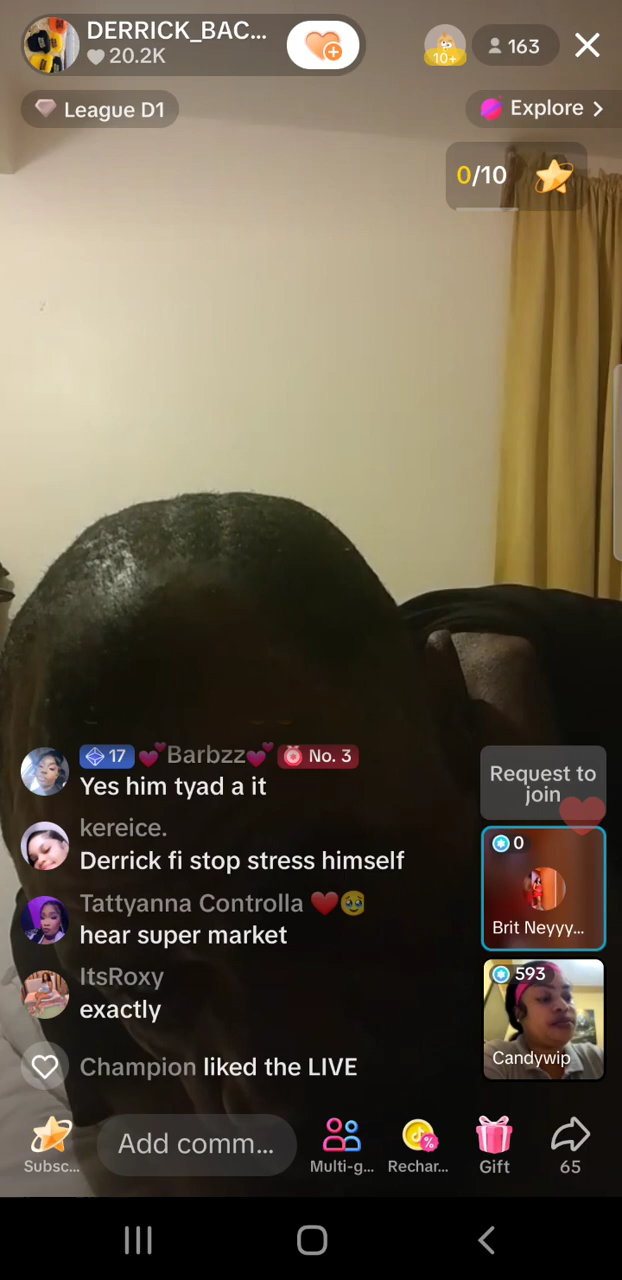 DERRICK_BAC...
20.2K
10+
163
League D1
Explore
0/10
17 Barbzz No. 3
Yes him tyad a it
kereice.
Derrick fi stop stress himself
Tattyanna Controlla
hear super market
ItsRoxy
exactly
Champion liked the LIVE
Request to
join
0
Brit Neyyy...
593
Candywip
Subsc...
Add comm...
Multi-g...
Rechar...
Gift
65